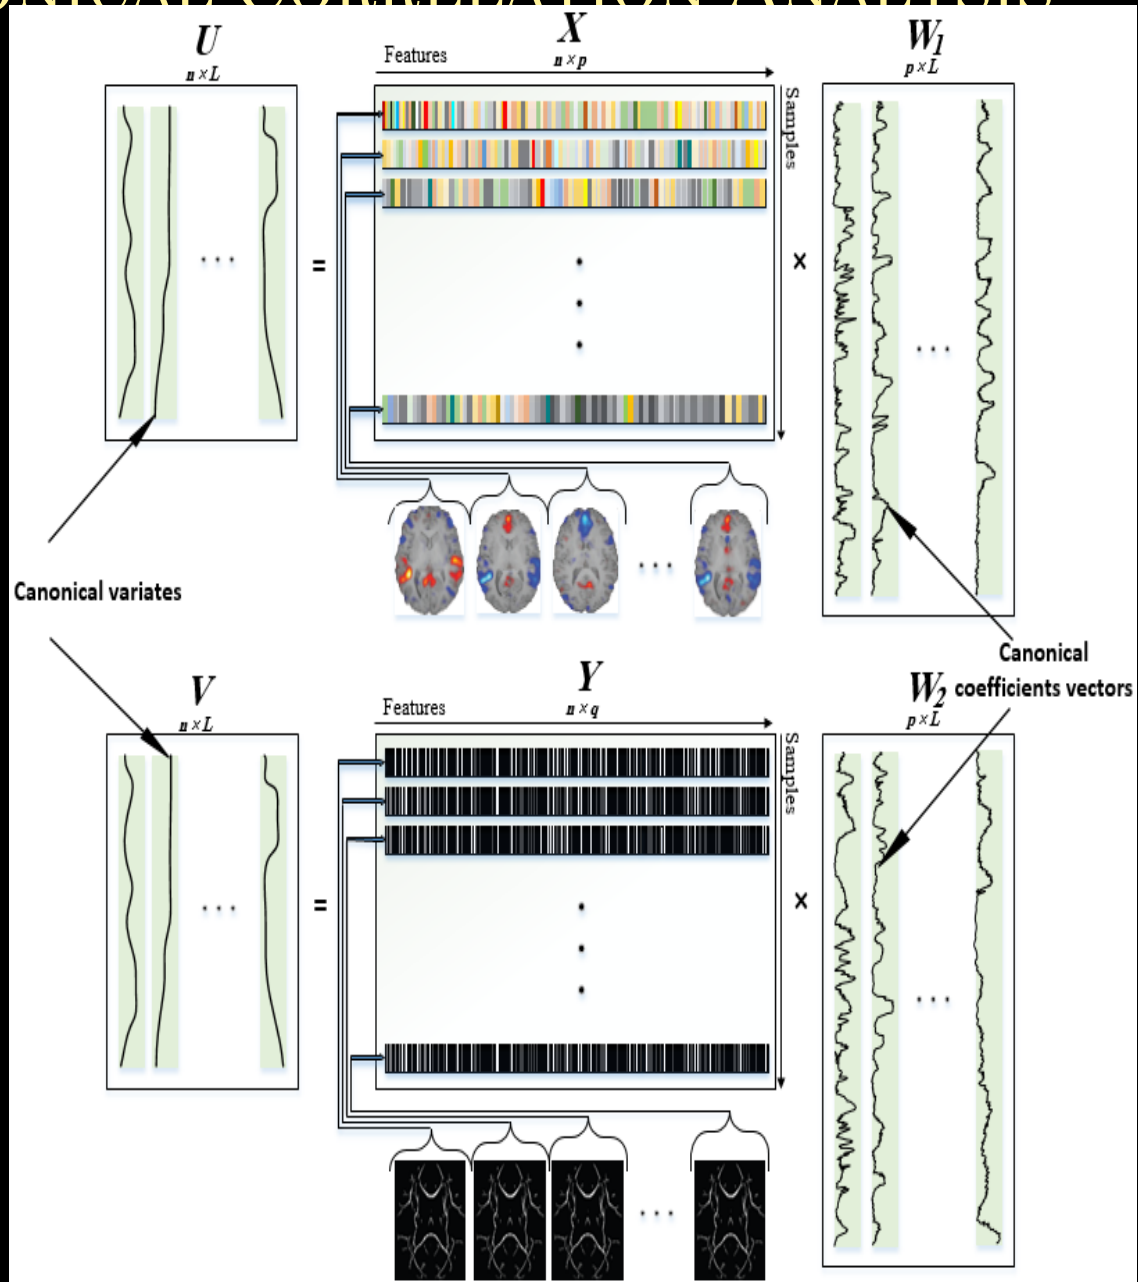 U
n × L
Features
X
n × p
W1
p × L
Samples
=
×
. . .
. . .
. . .
Canonical variates
Canonical
coefficients vectors
V
n × L
Features
Y
n × q
W2
p × L
Samples
=
×
. . .
. . .
. . .